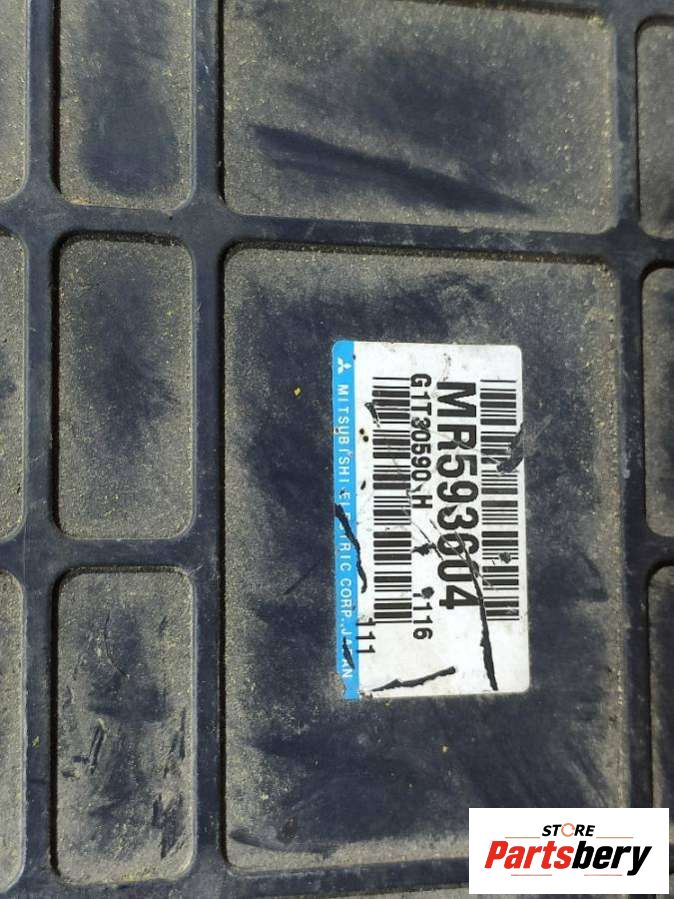 MR593604
G1T30590 H 1116
111
MITSUBISHI ELECTRIC CORP. JAPAN
STORE
Partsbery